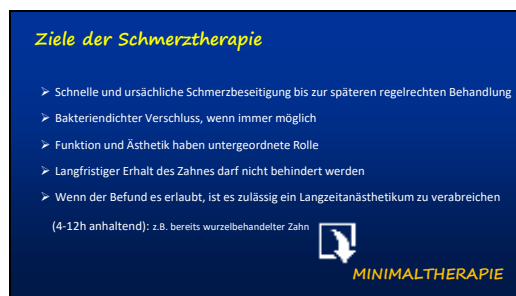 Ziele der Schmerztherapie
➢ Schnelle und ursächliche Schmerzbeseitigung bis zur späteren regelrechten Behandlung
➢ Bakteriendichter Verschluss, wenn immer möglich
➢ Funktion und Ästhetik haben untergeordnete Rolle
➢ Langfristiger Erhalt des Zahnes darf nicht behindert werden
➢ Wenn der Befund es erlaubt, ist es zulässig ein Langzeitanästhetikum zu verabreichen
(4-12h anhaltend): z.B. bereits wurzelbehandelter Zahn
MINIMALTHERAPIE